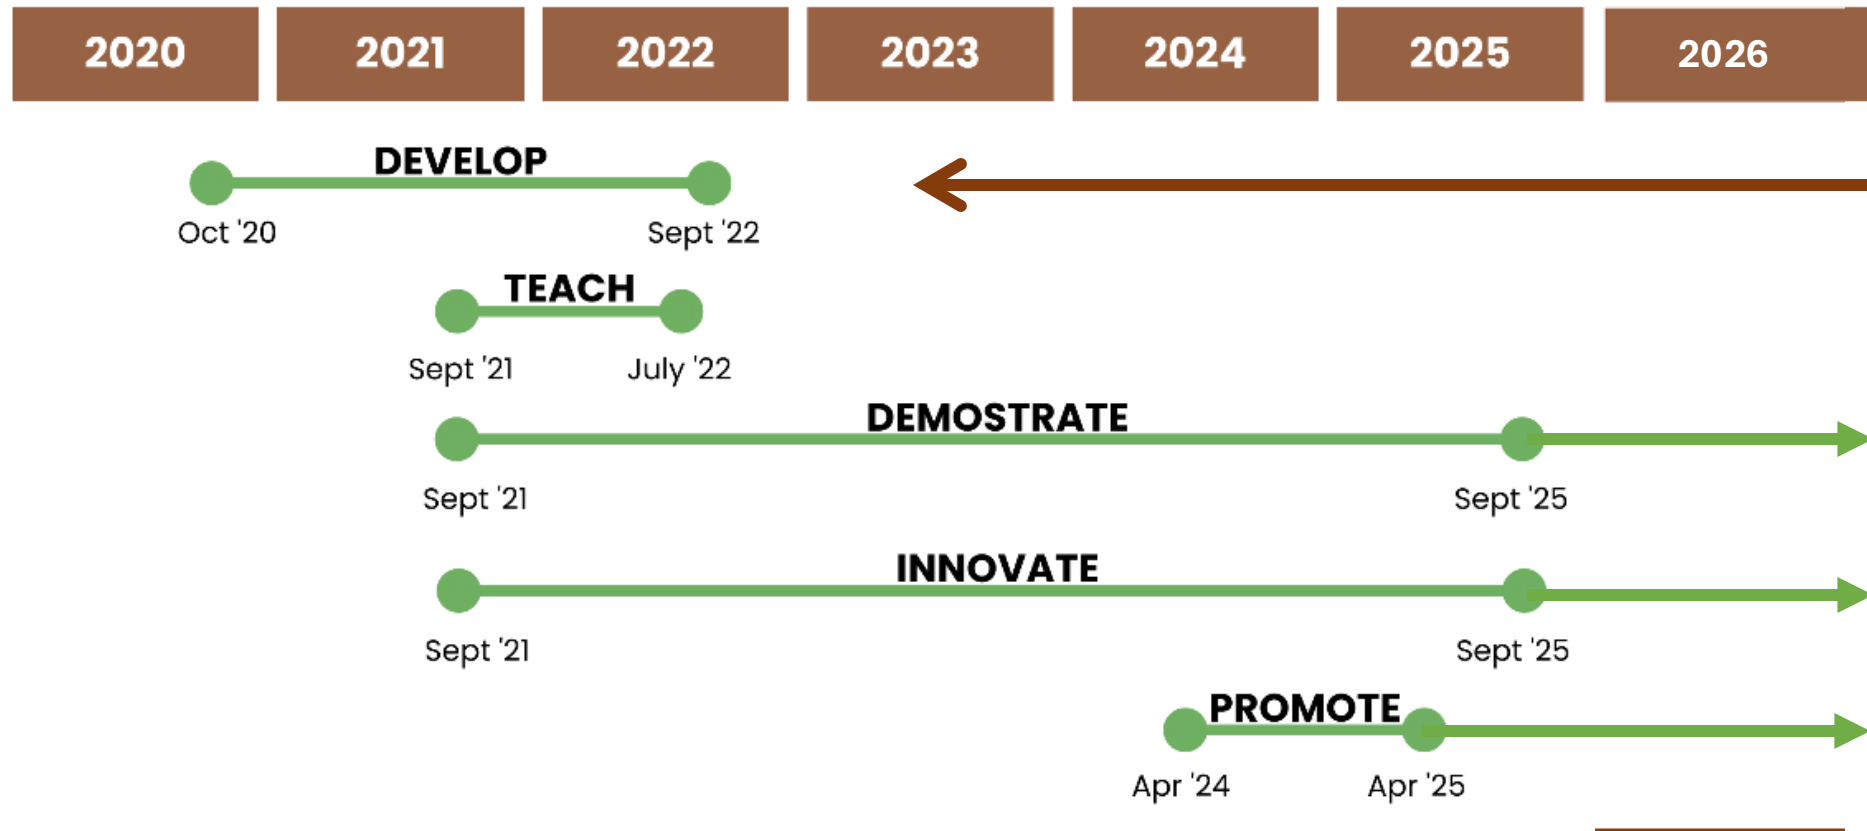 2020 2021 2022 2023 2024 2025 2026
DEVELOP
Oct '20 Sept '22
TEACH
Sept '21 July '22
DEMOSTRATE
Sept '21 Sept '25
INNOVATE
Sept '21 Sept '25
PROMOTE
Apr '24 Apr '25